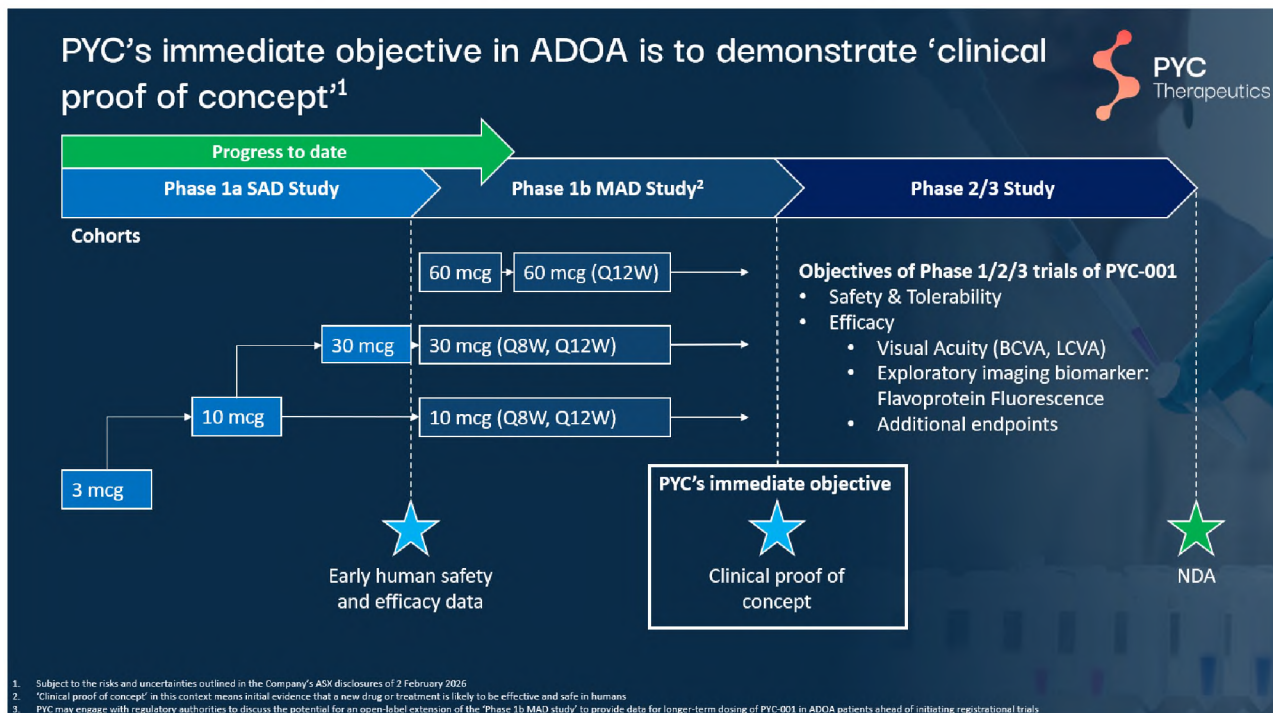 PYC's immediate objective in ADOA is to demonstrate 'clinical
proof of concept'1
PYC
Therapeutics
Progress to date
Phase 1a SAD Study
Phase 1b MAD Study2
Phase 2/3 Study
Cohorts
60 mcg
60 mcg (Q12W)
30 mcg
30 mcg (Q8W, Q12W)
10 mcg
10 mcg (Q8W, Q12W)
3 mcg
Objectives of Phase 1/2/3 trials of PYC-001
• Safety & Tolerability
• Efficacy
• Visual Acuity (BCVA, LCVA)
• Exploratory imaging biomarker:
Flavoprotein Fluorescence
• Additional endpoints
PYC's immediate objective
Early human safety
and efficacy data
Clinical proof of
concept
NDA
1. Subject to the risks and uncertainties outlined in the Company's ASX disclosures of 2 February 2026
2. 'Clinical proof of concept' in this context means initial evidence that a new drug or treatment is likely to be effective and safe in humans
3. PYC may engage with regulatory authorities to discuss the potential for an open-label extension of the 'Phase 1b MAD study' to provide data for longer-term dosing of PYC-001 in ADOA patients ahead of initiating registrational trials